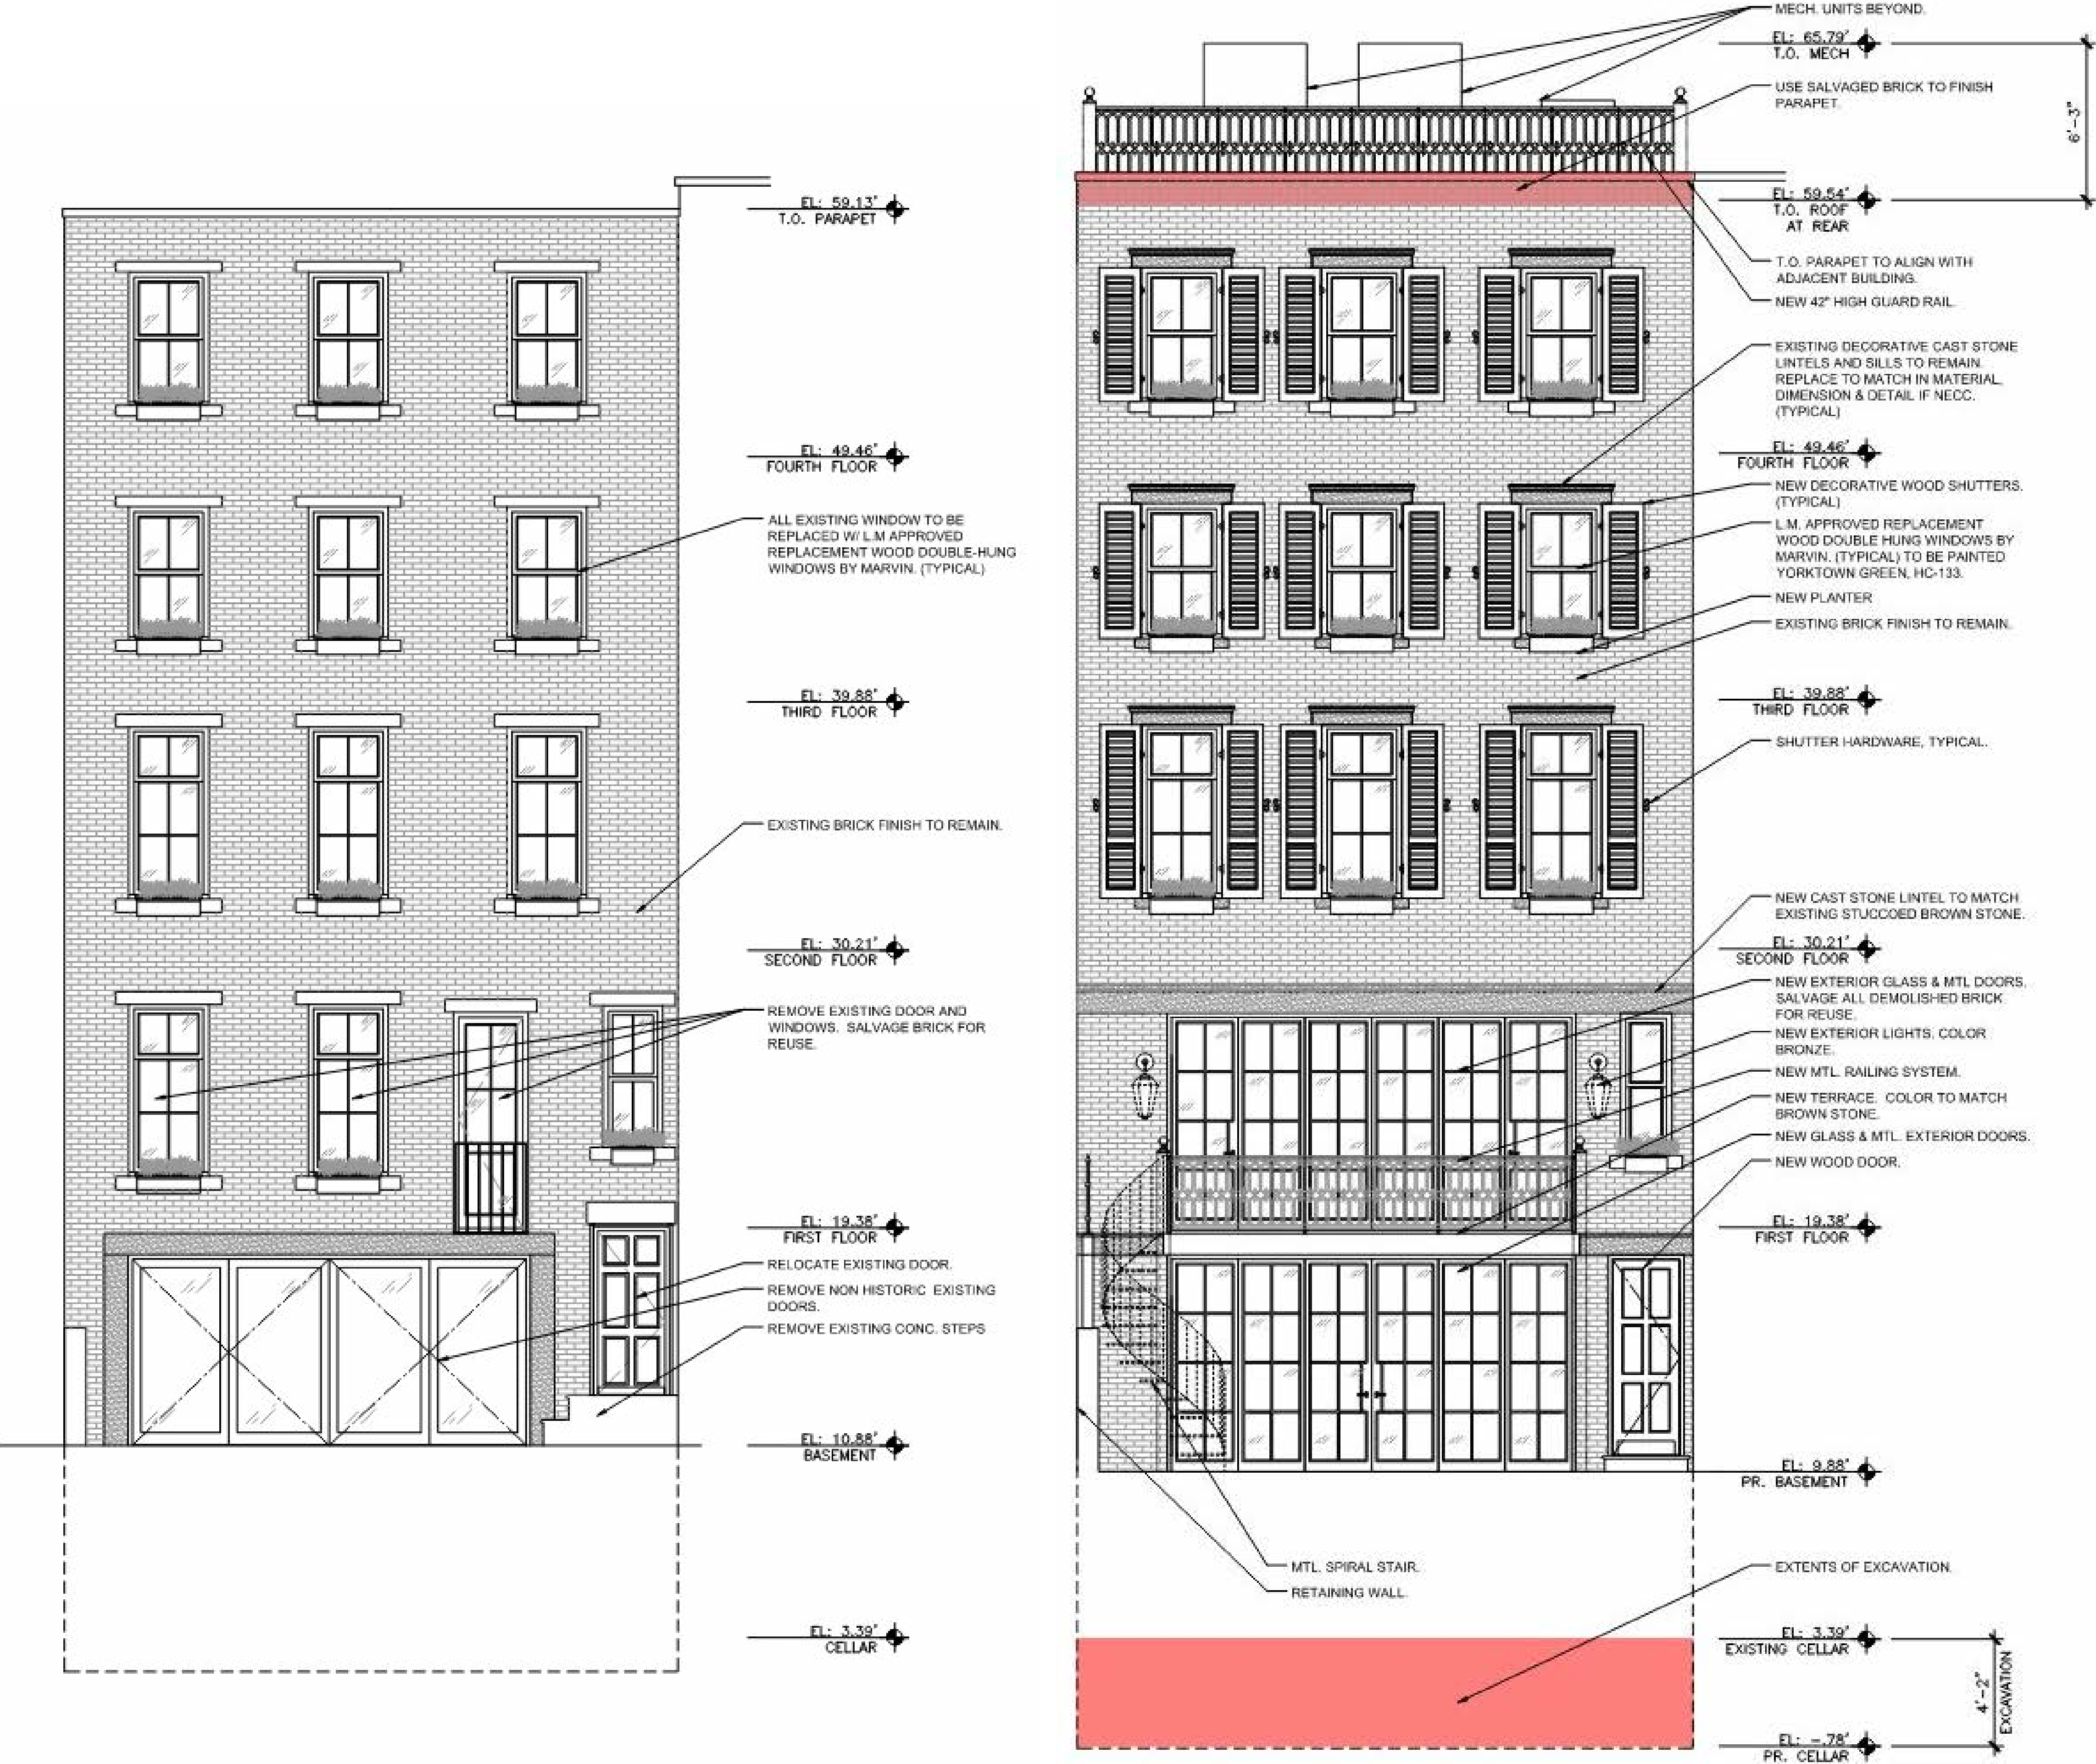 EL: 59.13'
T.O. PARAPET
EL: 49.46'
FOURTH FLOOR
ALL EXISTING WINDOW TO BE
REPLACED W/ L.M APPROVED
REPLACEMENT WOOD DOUBLE-HUNG
WINDOWS BY MARVIN. (TYPICAL)
EL: 39.88'
THIRD FLOOR
EXISTING BRICK FINISH TO REMAIN.
EL: 30.21'
SECOND FLOOR
REMOVE EXISTING DOOR AND
WINDOWS. SALVAGE BRICK FOR
REUSE.
EL: 19.38'
FIRST FLOOR
RELOCATE EXISTING DOOR.
REMOVE NON HISTORIC EXISTING
DOORS.
REMOVE EXISTING CONC. STEPS
EL: 10.88'
BASEMENT
EL: 3.39'
CELLAR
MECH. UNITS BEYOND.
EL: 65.79'
T.O. MECH
USE SALVAGED BRICK TO FINISH
PARAPET.
6'-3"
EL: 59.54'
T.O. ROOF
AT REAR
T.O. PARAPET TO ALIGN WITH
ADJACENT BUILDING.
NEW 42" HIGH GUARD RAIL.
EXISTING DECORATIVE CAST STONE
LINTELS AND SILLS TO REMAIN.
REPLACE TO MATCH IN MATERIAL,
DIMENSION & DETAIL IF NECC.
(TYPICAL)
EL: 49.46'
FOURTH FLOOR
NEW DECORATIVE WOOD SHUTTERS.
(TYPICAL)
L.M. APPROVED REPLACEMENT
WOOD DOUBLE HUNG WINDOWS BY
MARVIN. (TYPICAL) TO BE PAINTED
YORKTOWN GREEN, HC-133.
NEW PLANTER
EXISTING BRICK FINISH TO REMAIN.
EL: 39.88'
THIRD FLOOR
SHUTTER HARDWARE, TYPICAL.
NEW CAST STONE LINTEL TO MATCH
EXISTING STUCCOED BROWN STONE.
EL: 30.21'
SECOND FLOOR
NEW EXTERIOR GLASS & MTL DOORS.
SALVAGE ALL DEMOLISHED BRICK
FOR REUSE.
NEW EXTERIOR LIGHTS, COLOR
BRONZE.
NEW MTL. RAILING SYSTEM.
NEW TERRACE. COLOR TO MATCH
BROWN STONE.
NEW GLASS & MTL. EXTERIOR DOORS.
NEW WOOD DOOR.
EL: 19.38'
FIRST FLOOR
EL: 9.88'
PR. BASEMENT
MTL. SPIRAL STAIR.
RETAINING WALL.
EXTENTS OF EXCAVATION.
EL: 3.39'
EXISTING CELLAR
4'-2"
EXCAVATION
EL: -.78'
PR. CELLAR